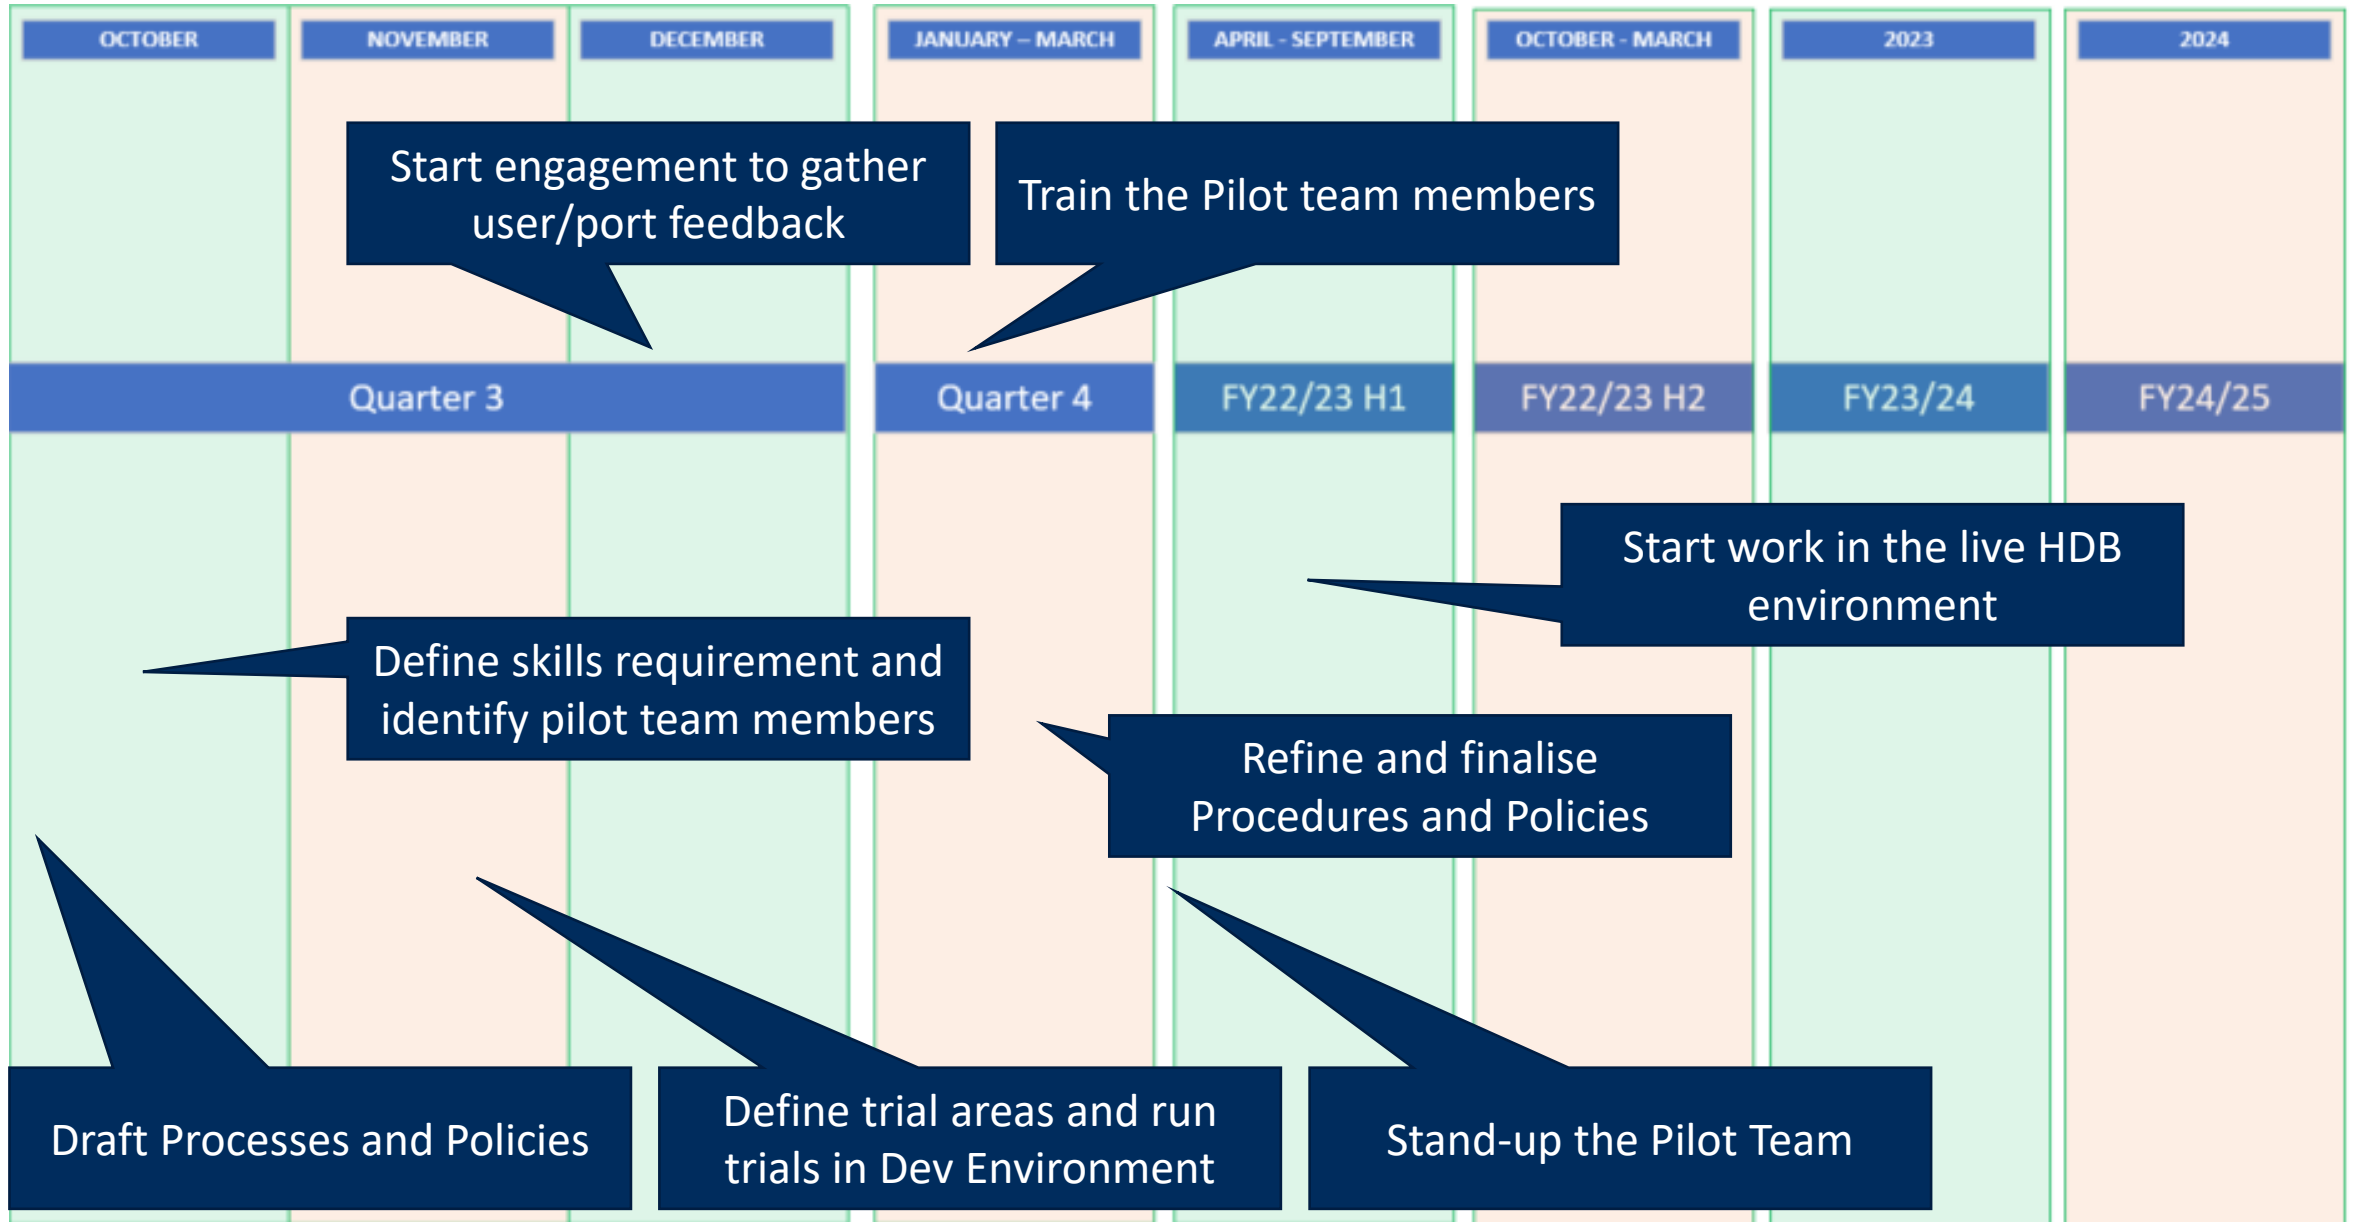 OCTOBER
NOVEMBER
DECEMBER
JANUARY – MARCH
APRIL - SEPTEMBER
OCTOBER - MARCH
2023
2024
Start engagement to gather
user/port feedback
Train the Pilot team members
Quarter 3
Quarter 4
FY22/23 H1
FY22/23 H2
FY23/24
FY24/25
Start work in the live HDB
environment
Define skills requirement and
identify pilot team members
Refine and finalise
Procedures and Policies
Draft Processes and Policies
Define trial areas and run
trials in Dev Environment
Stand-up the Pilot Team